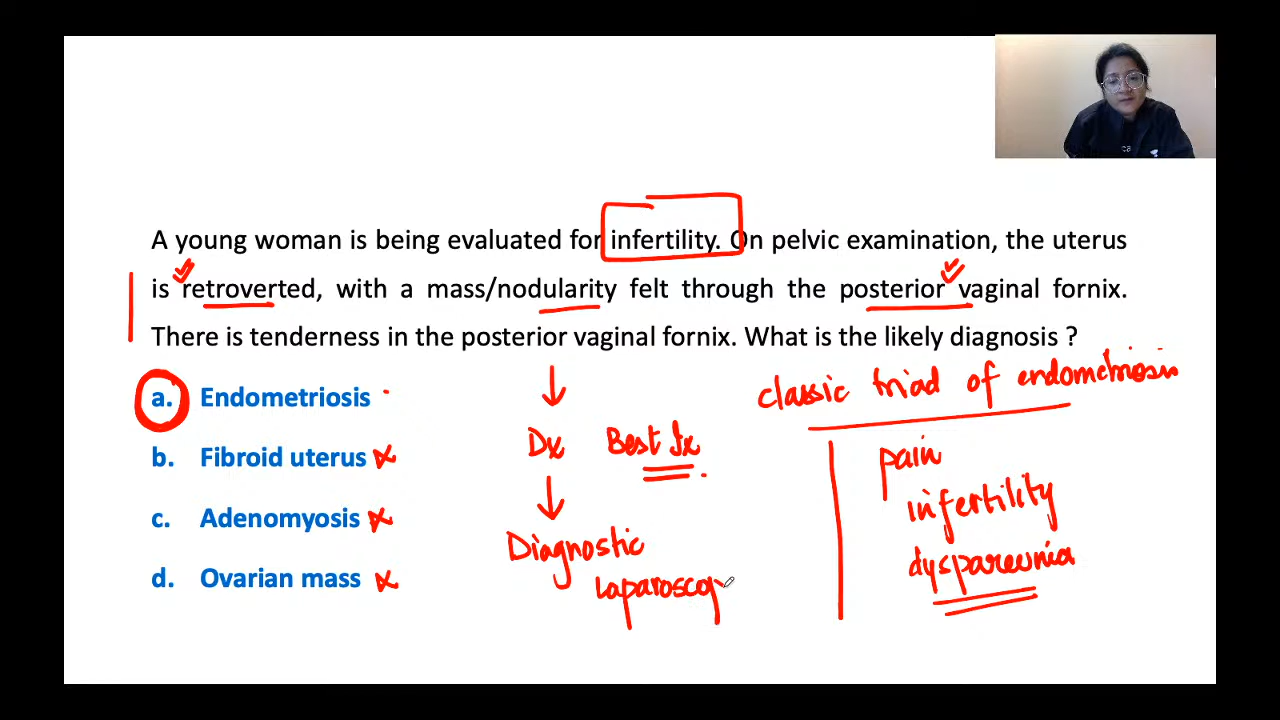 A young woman is being evaluated for infertility. On pelvic examination, the uterus
is retroverted, with a mass/nodularity felt through the posterior vaginal fornix.
There is tenderness in the posterior vaginal fornix. What is the likely diagnosis ?
a. Endometriosis
b. Fibroid uterus
c. Adenomyosis
d. Ovarian mass
Dx Best Ix
Diagnostic
laparoscop
classic triad of endometriosis
pain
infertility
dyspareunia